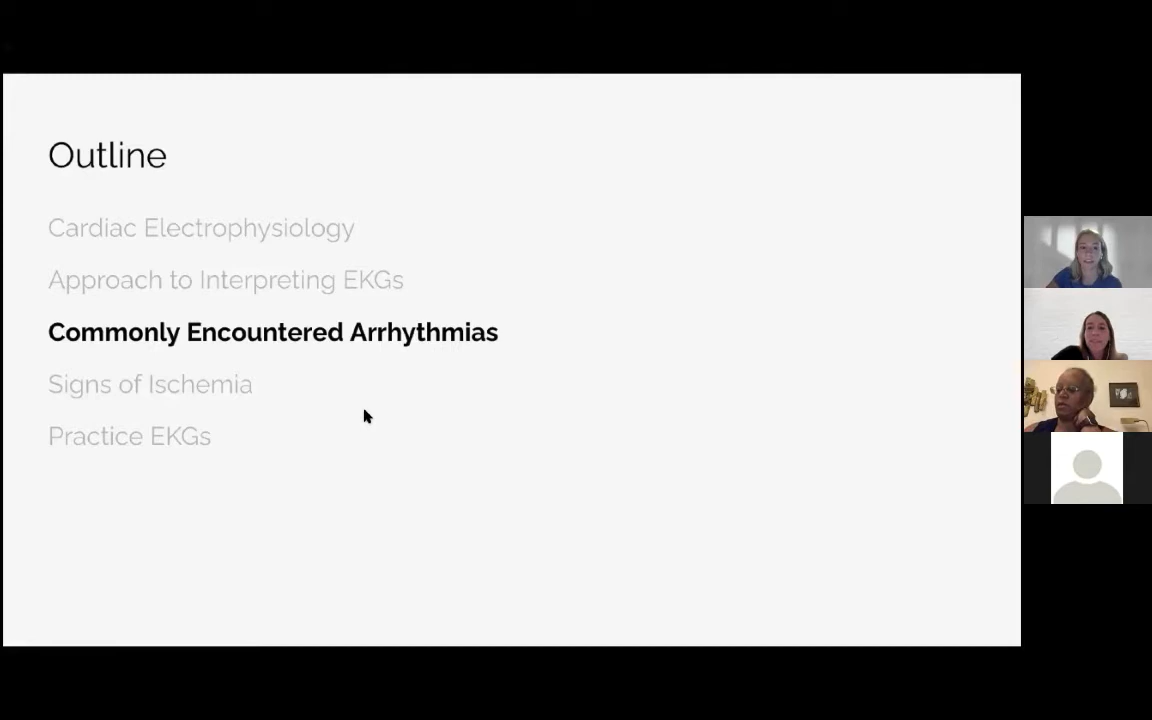 Outline
Cardiac Electrophysiology
Approach to Interpreting EKGs
Commonly Encountered Arrhythmias
Signs of Ischemia
Practice EKGs